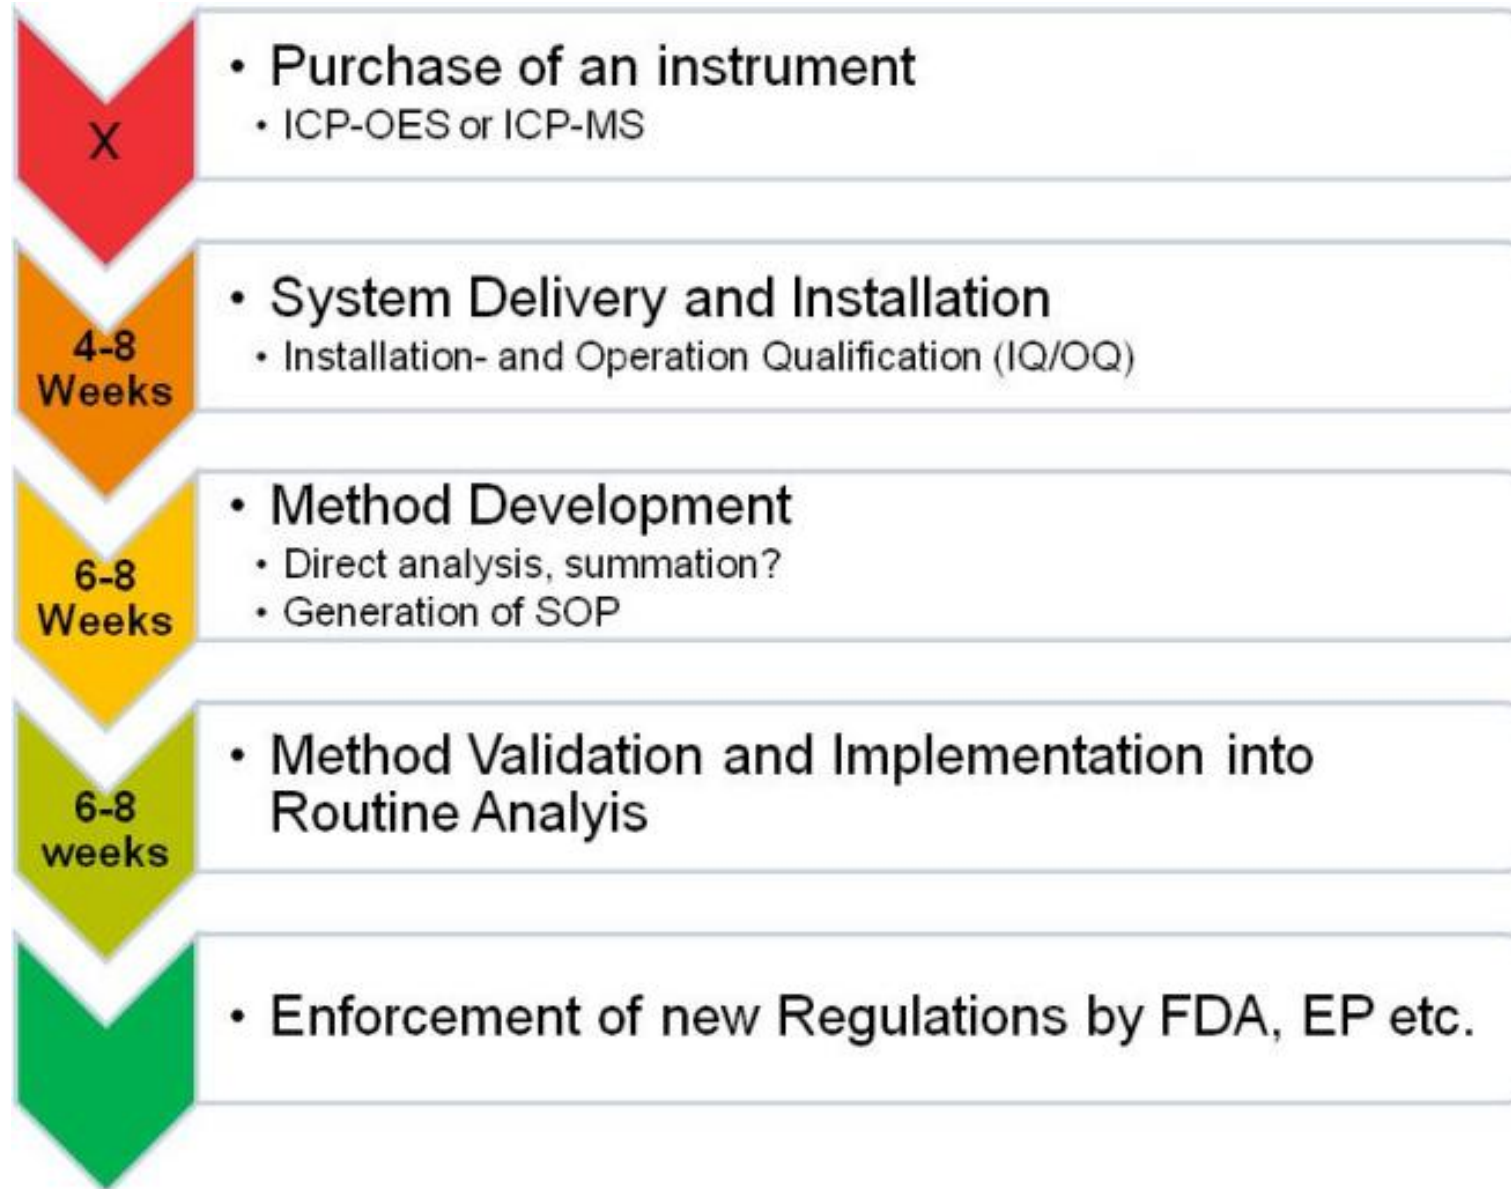 X
• Purchase of an instrument
• ICP-OES or ICP-MS
4-8
Weeks
• System Delivery and Installation
• Installation- and Operation Qualification (IQ/OQ)
6-8
Weeks
• Method Development
• Direct analysis, summation?
• Generation of SOP
6-8
weeks
• Method Validation and Implementation into
Routine Analyis
• Enforcement of new Regulations by FDA, EP etc.